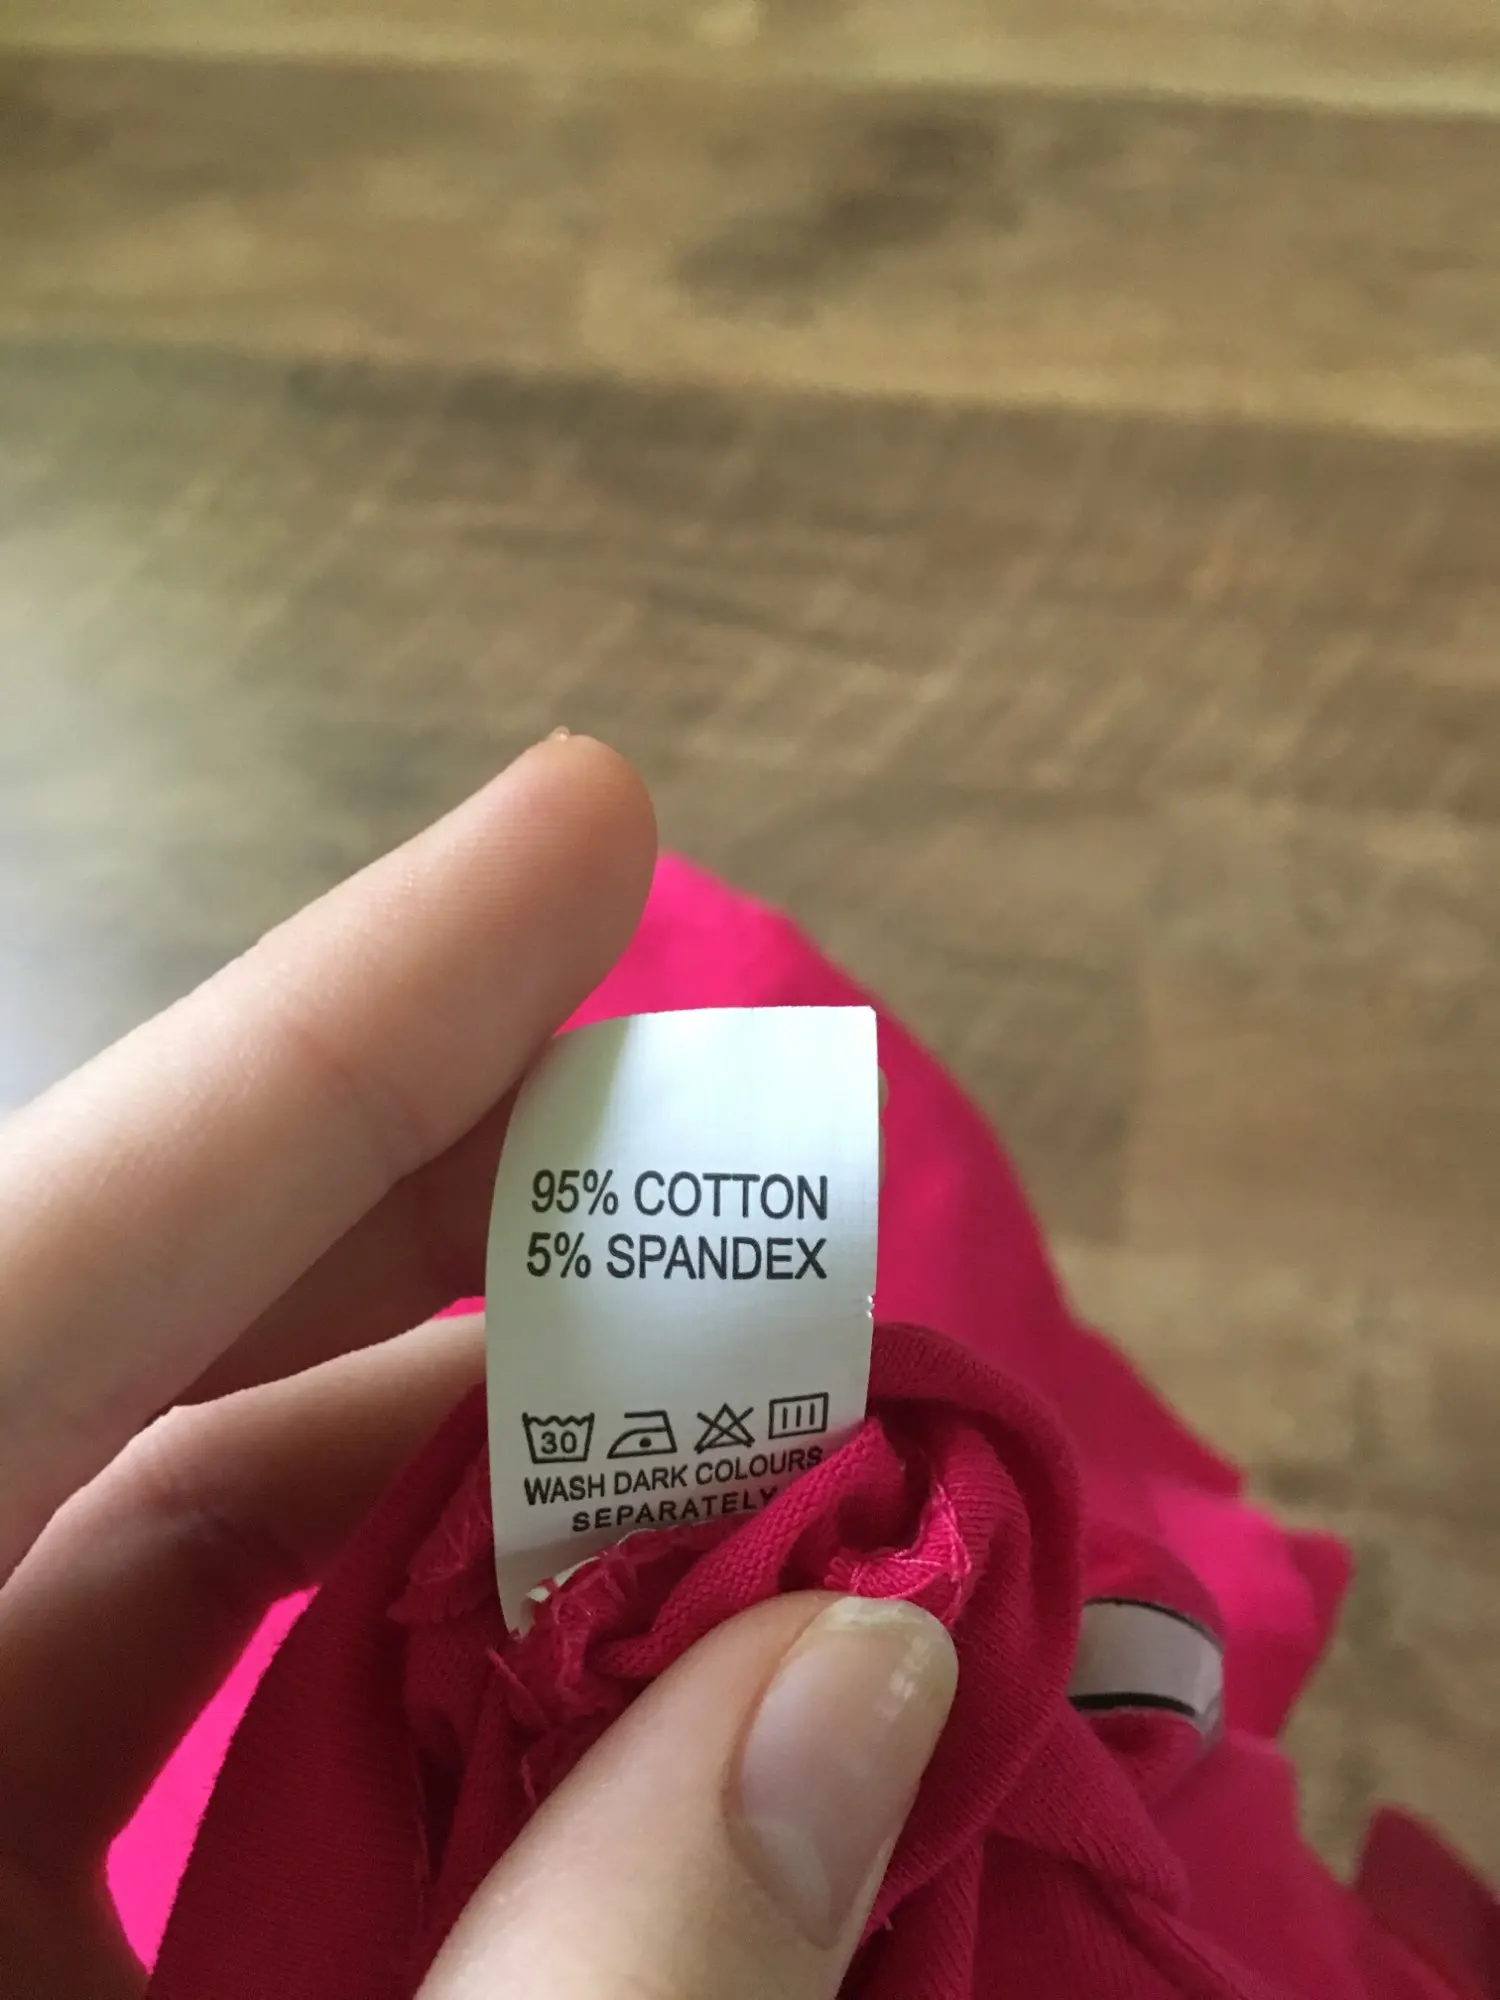 95% COTTON
5% SPANDEX
30
WASH DARK COLOURS
SEPARATELY